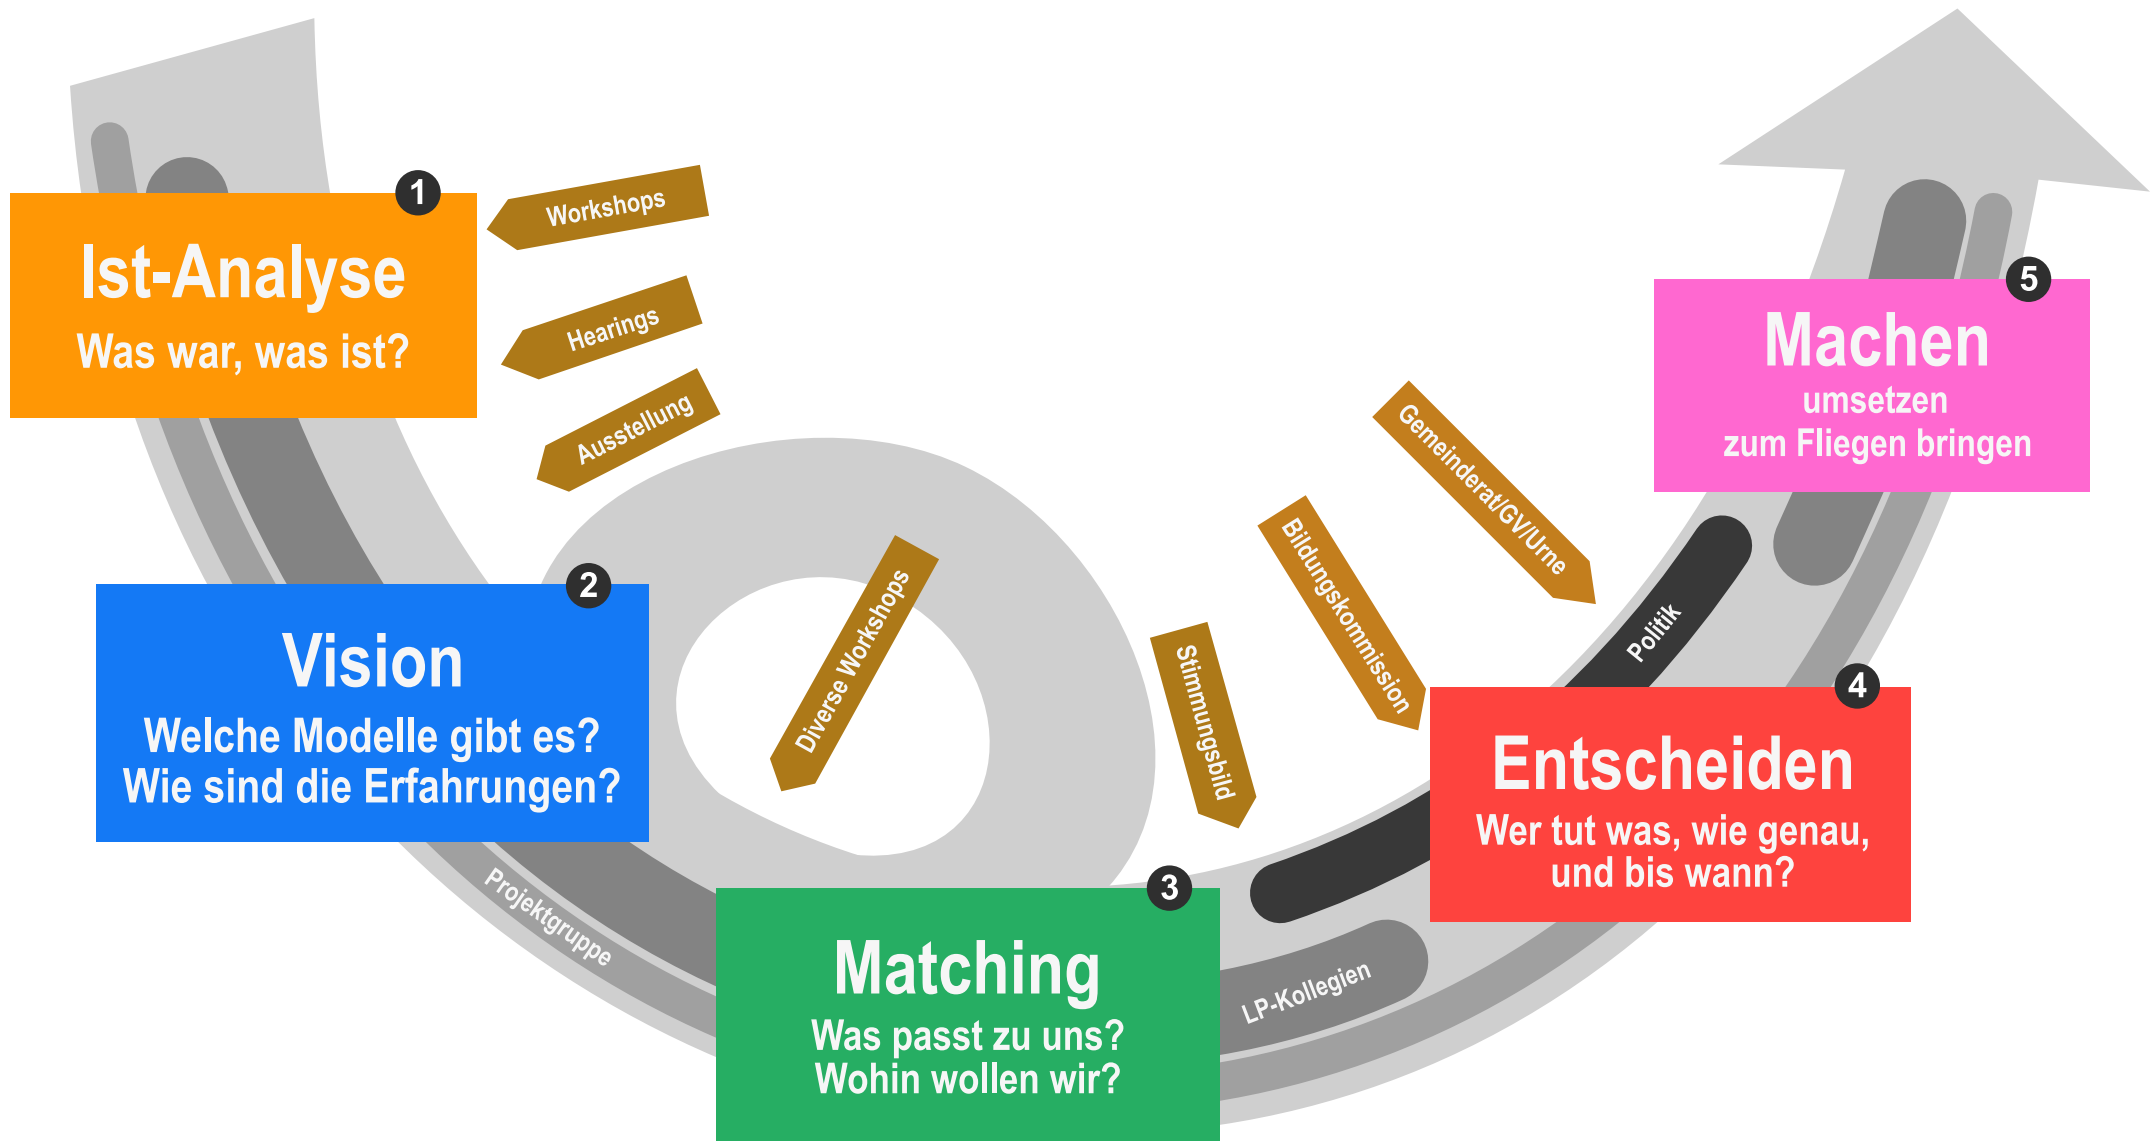 1
Ist-Analyse
Was war, was ist?
Workshops
Hearings
Ausstellung
2
Vision
Welche Modelle gibt es?
Wie sind die Erfahrungen?
Diverse Workshops
Projektgruppe
3
Matching
Was passt zu uns?
Wohin wollen wir?
Stimmungsbild
Bildungskommission
Gemeinderat/GV/Urne
LP-Kollegien
Politik
4
Entscheiden
Wer tut was, wie genau,
und bis wann?
5
Machen
umsetzen
zum Fliegen bringen